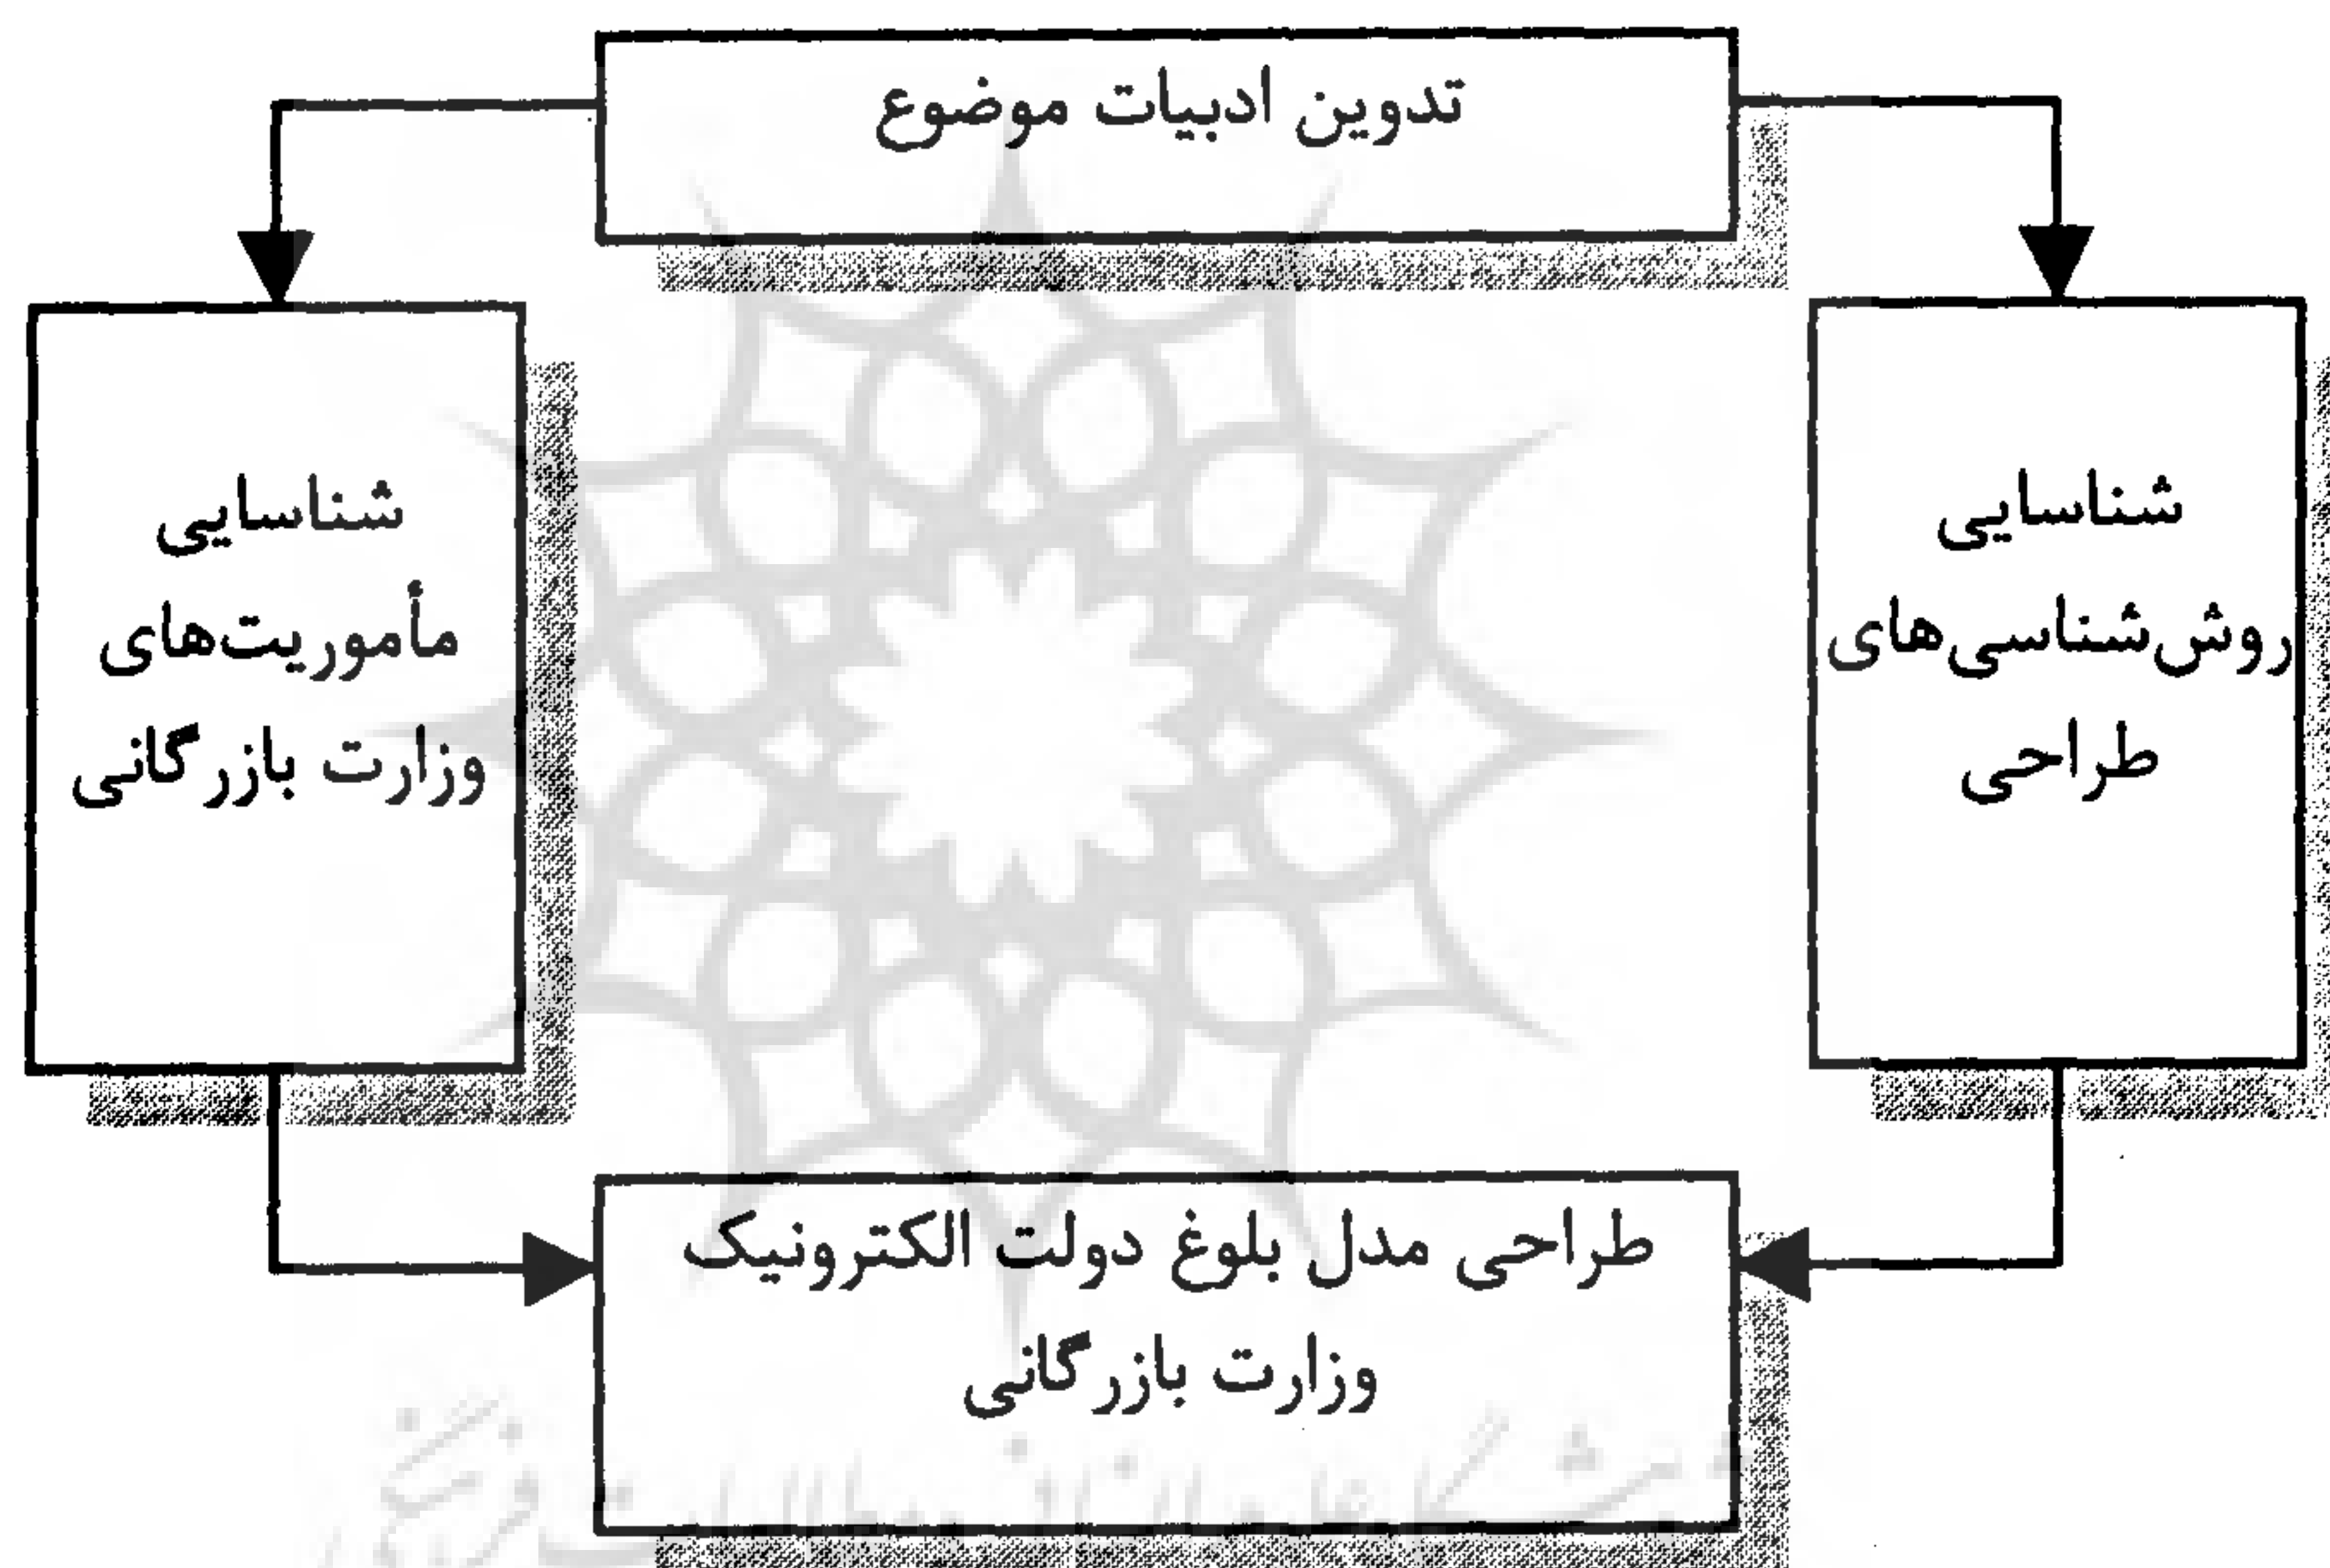 تدوین ادبیات موضوع
شناسایی
روش‌شناسی‌های
طراحی
شناسایی
مأموریت‌های
وزارت بازرگانی
طراحی مدل بلوغ دولت الکترونیک
وزارت بازرگانی